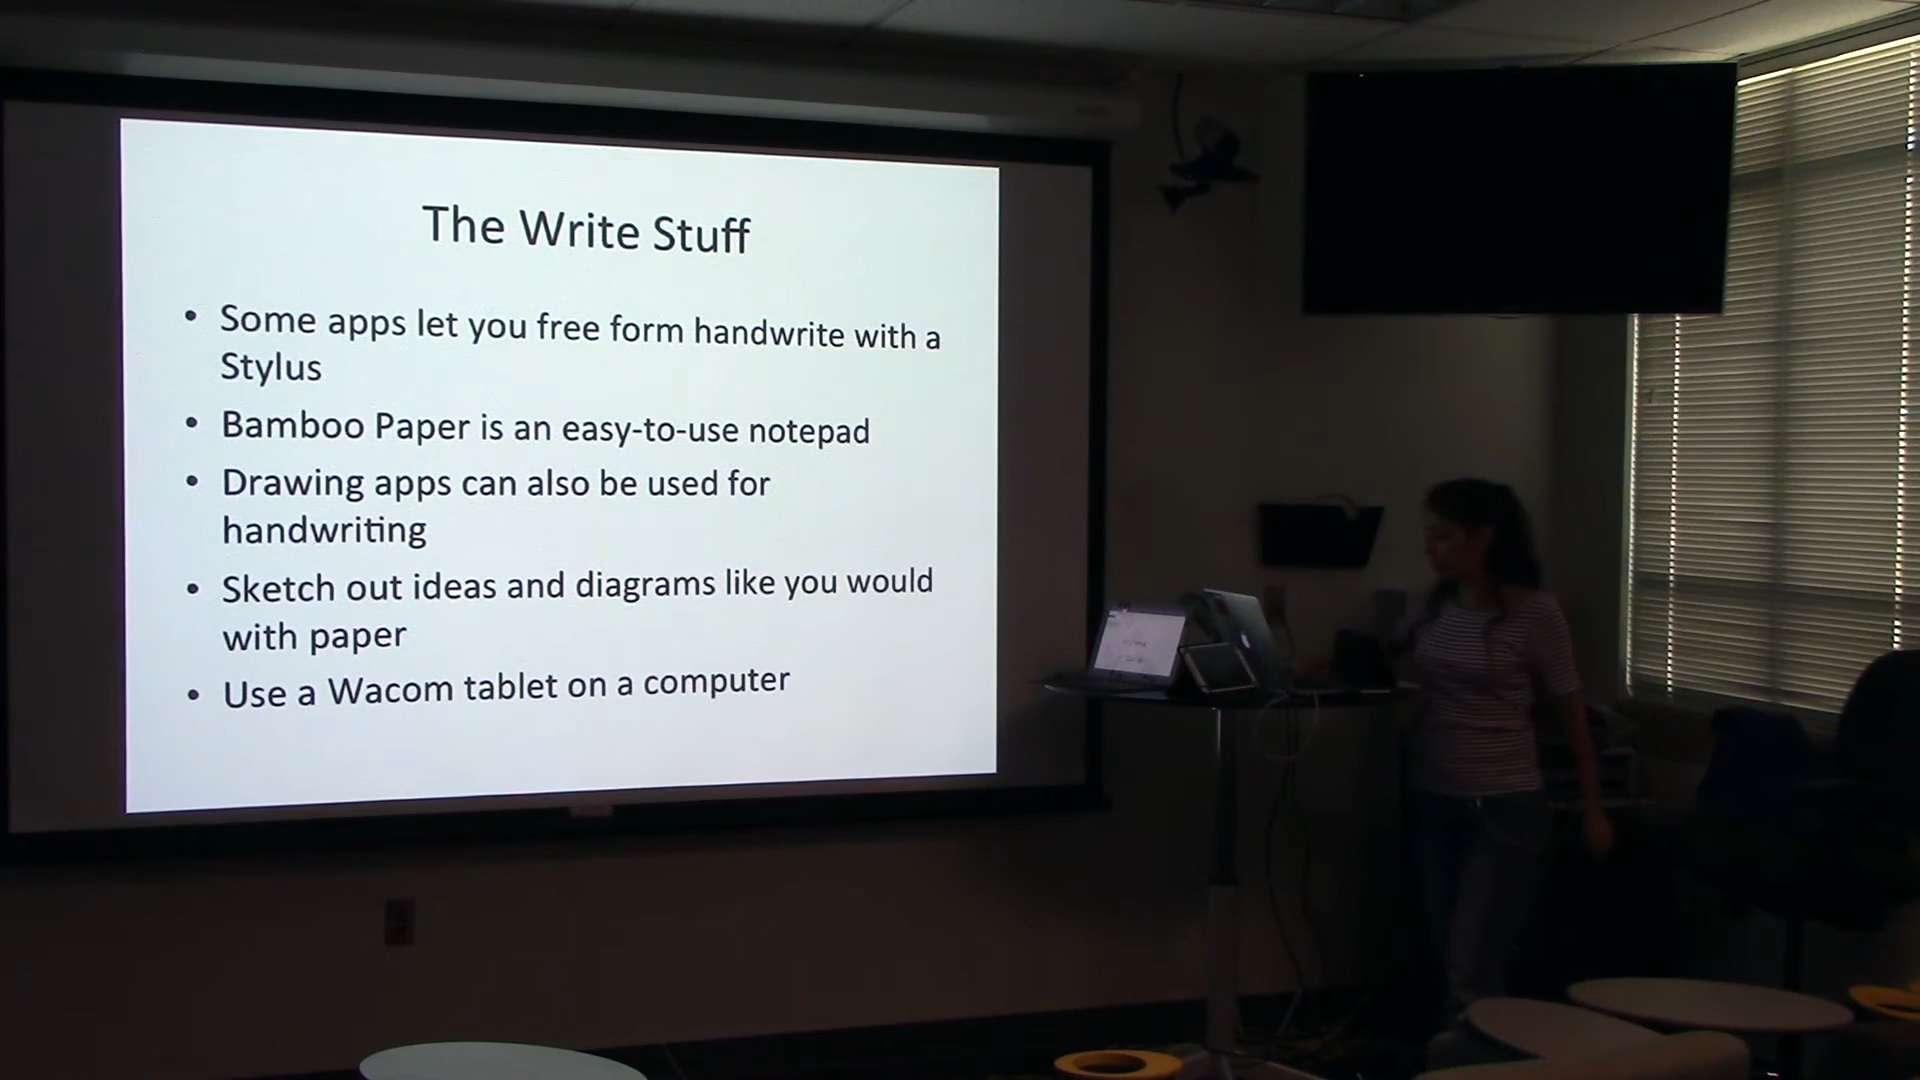 The Write Stuff
• Some apps let you free form handwrite with a
Stylus
• Bamboo Paper is an easy-to-use notepad
• Drawing apps can also be used for
handwriting
• Sketch out ideas and diagrams like you would
with paper
• Use a Wacom tablet on a computer